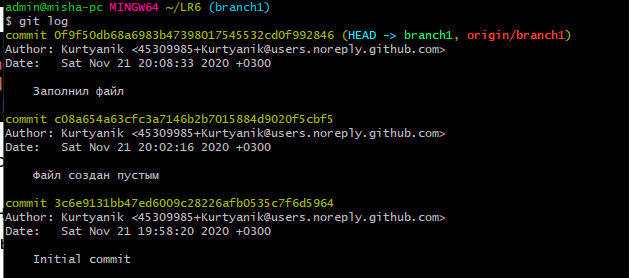 admin@misha-pc MINGW64 ~/LR6 (branch1)
$ git log
commit 0f9f50db68a6983b47398017545532cd0f992846 (HEAD -> branch1, origin/branch1)
Author: Kurtyanik <45309985+Kurtyanik@users.noreply.github.com>
Date:   Sat Nov 21 20:08:33 2020 +0300
Заполнил файл
commit c08a654a63cfc3a7146b2b7015884d9020f5cbf5
Author: Kurtyanik <45309985+Kurtyanik@users.noreply.github.com>
Date:   Sat Nov 21 20:02:16 2020 +0300
Файл создан пустым
commit 3c6e9131bb47ed6009c28226afb0535c7f6d5964
Author: Kurtyanik <45309985+Kurtyanik@users.noreply.github.com>
Date:   Sat Nov 21 19:58:20 2020 +0300
Initial commit